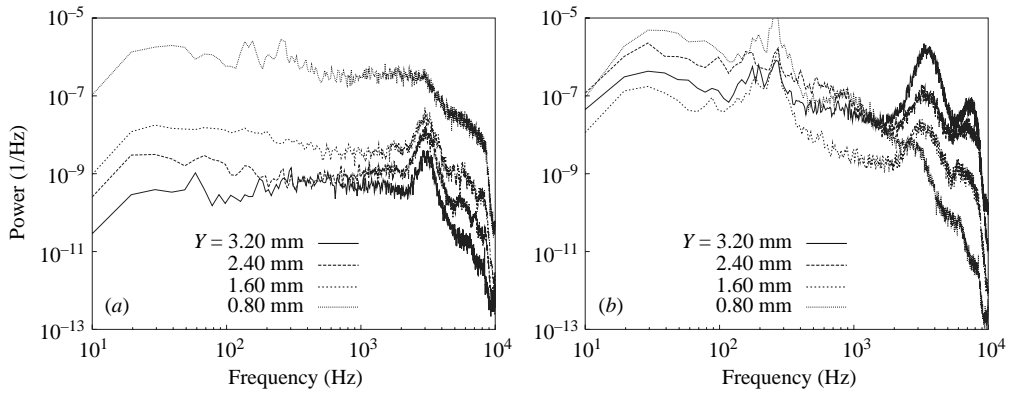 10⁻⁵
10⁻⁷
10⁻⁹
10⁻¹¹
10⁻¹³
Power (1/Hz)
Y = 3.20 mm
2.40 mm
1.60 mm
0.80 mm
(a)
10¹ 10² 10³ 10⁴
Frequency (Hz)
10⁻⁵
10⁻⁷
10⁻⁹
10⁻¹¹
10⁻¹³
Y = 3.20 mm
2.40 mm
1.60 mm
0.80 mm
(b)
10¹ 10² 10³ 10⁴
Frequency (Hz)